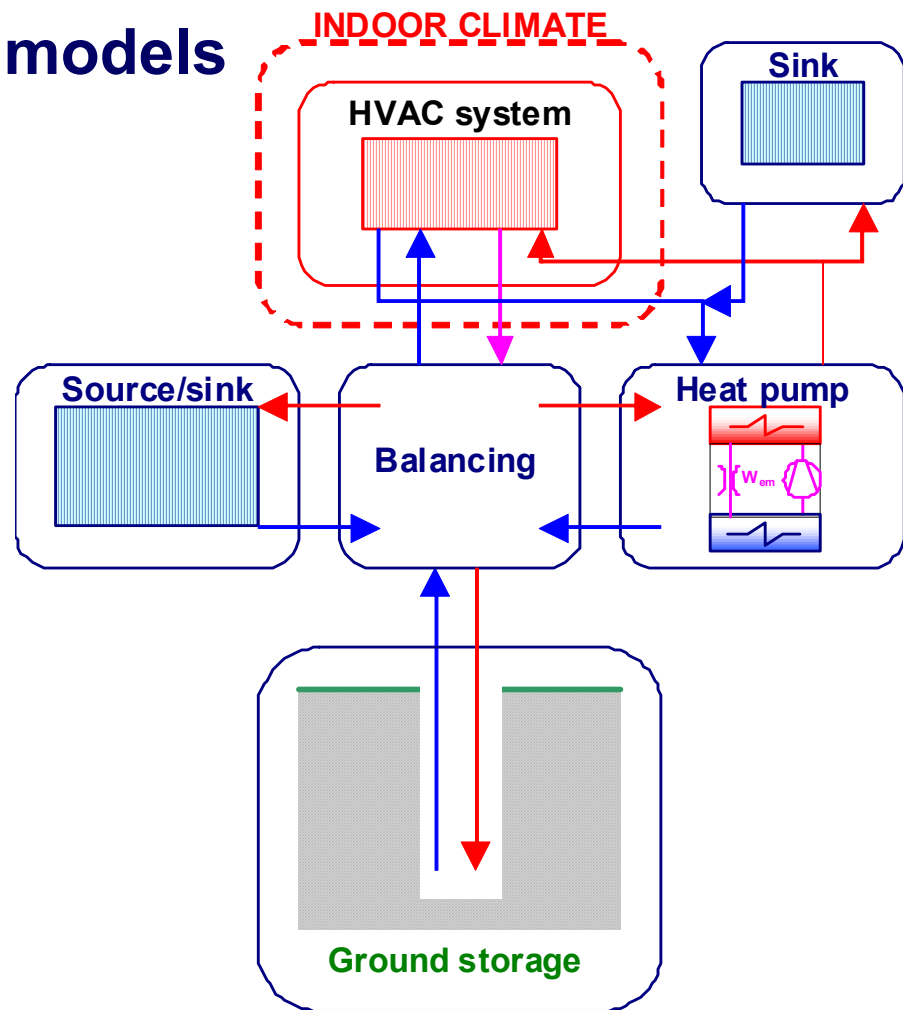 INDOOR CLIMATE
models
Sink
HVAC system
Source/sink
Heat pump
Balancing
Wem
Ground storage